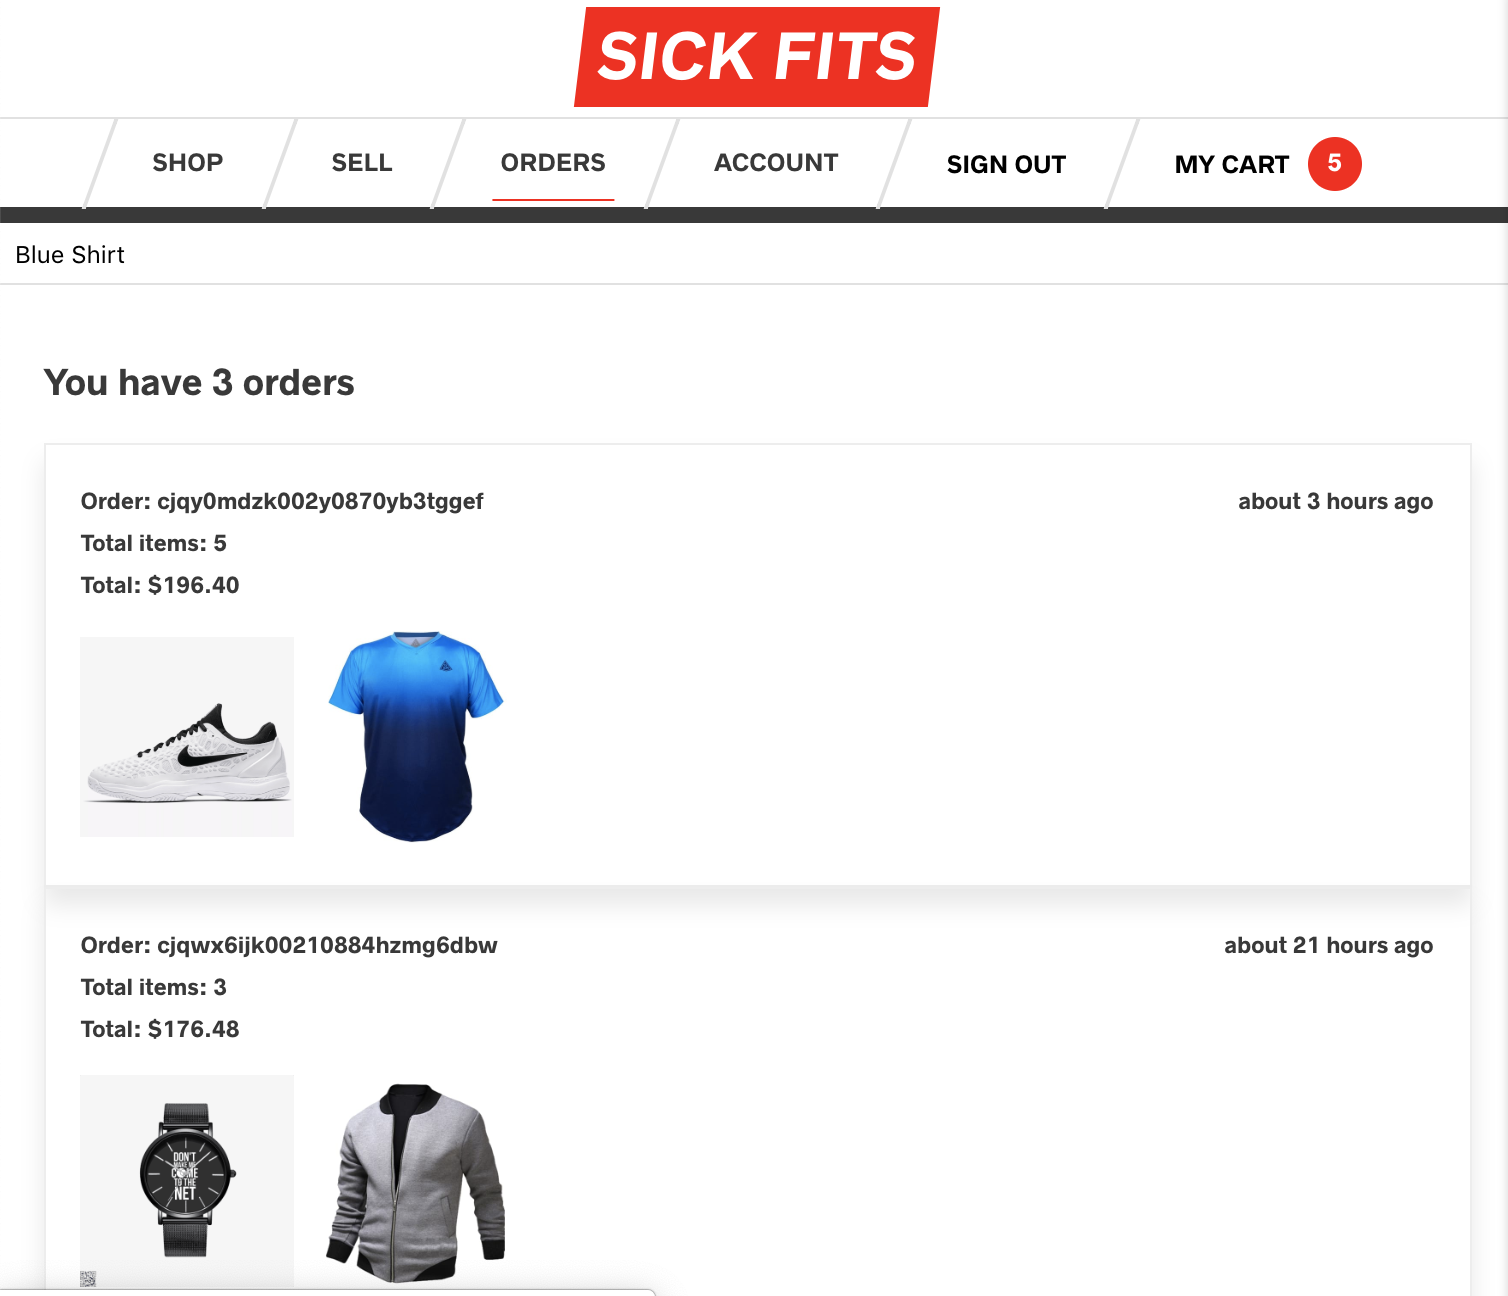 SICK FITS
SHOP SELL ORDERS ACCOUNT SIGN OUT MY CART 5
Blue Shirt
You have 3 orders
Order: cjqy0mdzk002y0870yb3tggef about 3 hours ago
Total items: 5
Total: $196.40
Order: cjqwx6ijk00210884hzmg6dbw about 21 hours ago
Total items: 3
Total: $176.48
DON'T
MAKE ME
COME
TO THE
NET